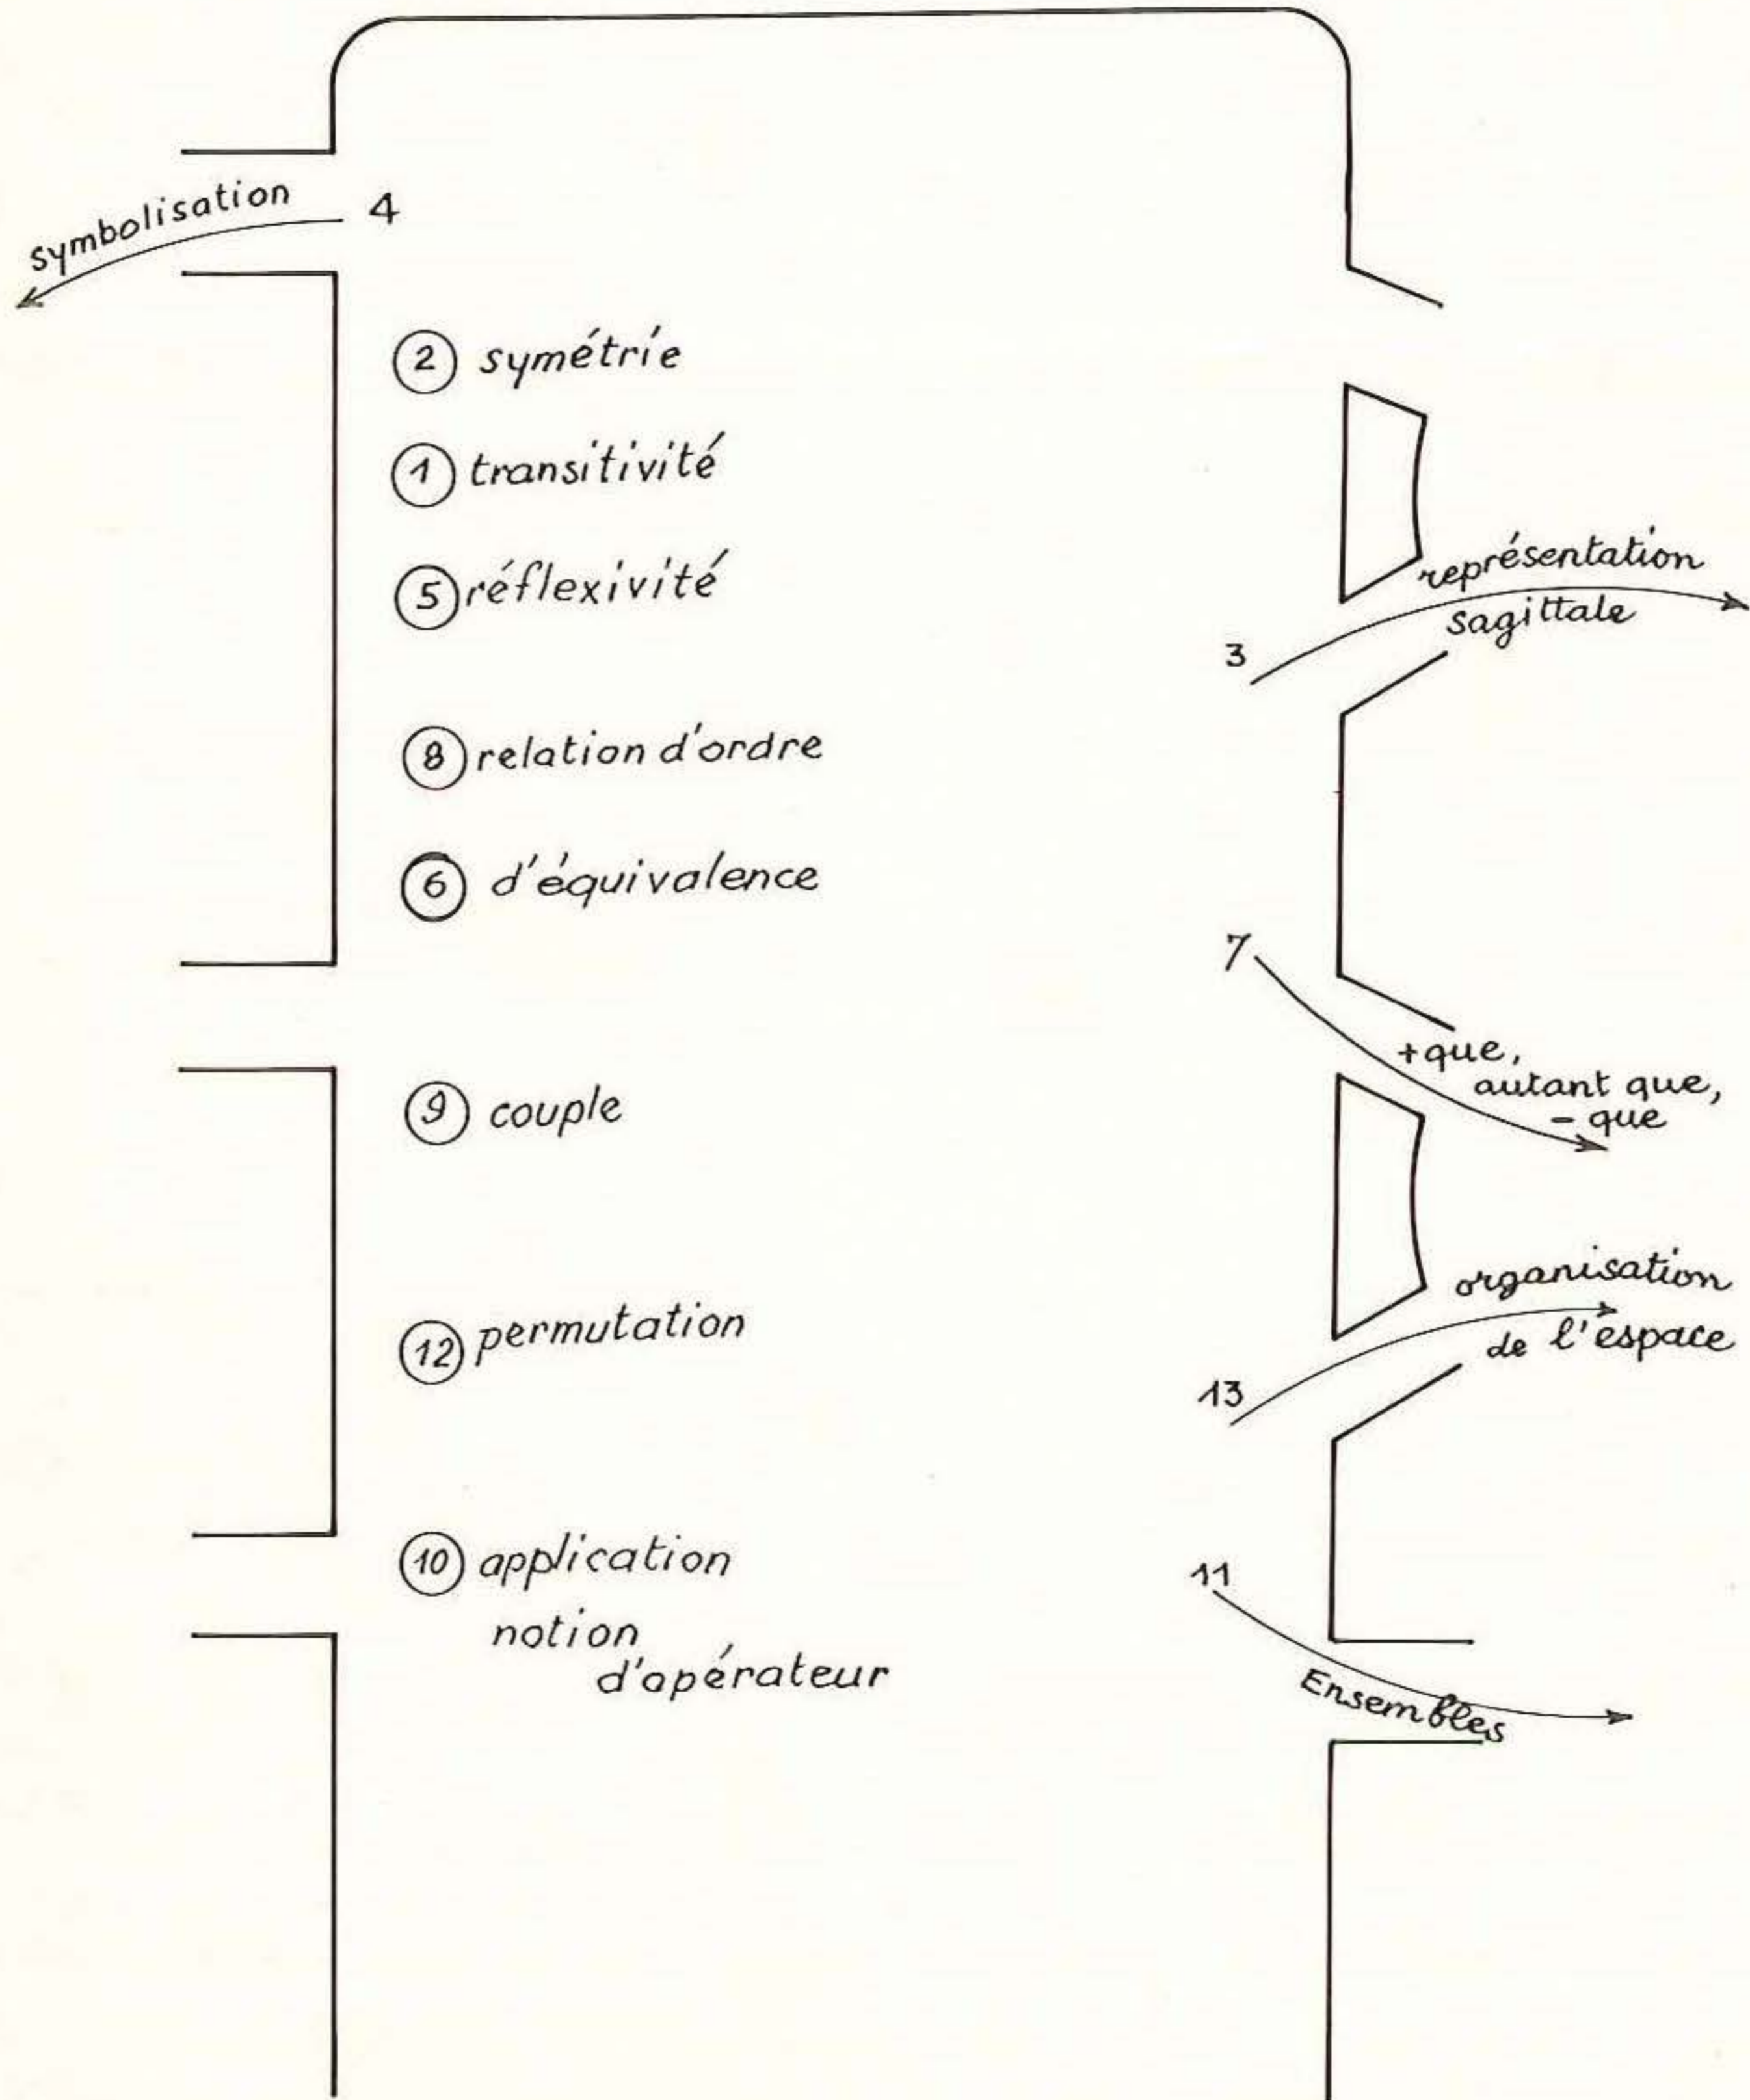 symbolisation 4
② symétrie
① transitivité
⑤ réflexivité
représentation
sagittale
3
⑧ relation d'ordre
⑥ d'équivalence
7
+ que,
autant que,
- que
⑨ couple
organisation
de l'espace
⑫ permutation
13
⑩ application
notion
d'opérateur
11
Ensembles